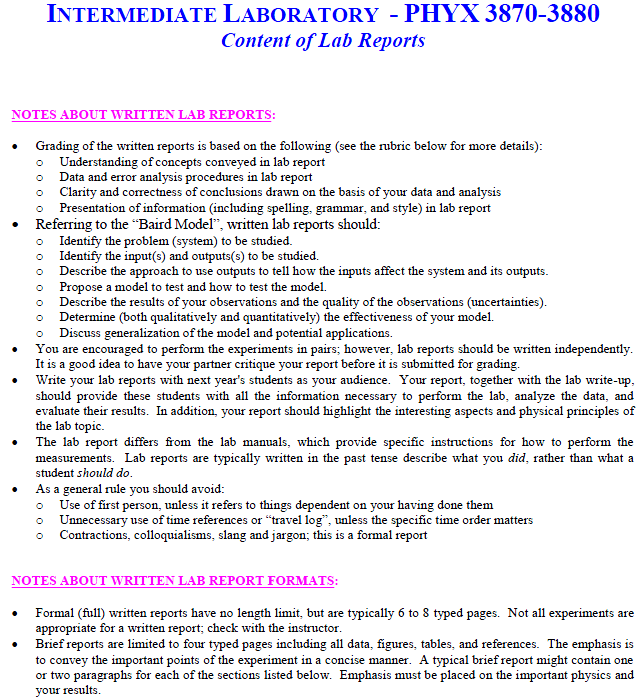 INTERMEDIATE LABORATORY - PHYX 3870-3880
Content of Lab Reports
NOTES ABOUT WRITTEN LAB REPORTS:
• Grading of the written reports is based on the following (see the rubric below for more details):
o Understanding of concepts conveyed in lab report
o Data and error analysis procedures in lab report
o Clarity and correctness of conclusions drawn on the basis of your data and analysis
o Presentation of information (including spelling, grammar, and style) in lab report
• Referring to the “Baird Model”, written lab reports should:
o Identify the problem (system) to be studied.
o Identify the input(s) and outputs(s) to be studied.
o Describe the approach to use outputs to tell how the inputs affect the system and its outputs.
o Propose a model to test and how to test the model.
o Describe the results of your observations and the quality of the observations (uncertainties).
o Determine (both qualitatively and quantitatively) the effectiveness of your model.
o Discuss generalization of the model and potential applications.
• You are encouraged to perform the experiments in pairs; however, lab reports should be written independently.
It is a good idea to have your partner critique your report before it is submitted for grading.
• Write your lab reports with next year's students as your audience. Your report, together with the lab write-up,
should provide these students with all the information necessary to perform the lab, analyze the data, and
evaluate their results. In addition, your report should highlight the interesting aspects and physical principles of
the lab topic.
• The lab report differs from the lab manuals, which provide specific instructions for how to perform the
measurements. Lab reports are typically written in the past tense describe what you did, rather than what a
student should do.
• As a general rule you should avoid:
o Use of first person, unless it refers to things dependent on your having done them
o Unnecessary use of time references or “travel log”, unless the specific time order matters
o Contractions, colloquialisms, slang and jargon; this is a formal report
NOTES ABOUT WRITTEN LAB REPORT FORMATS:
• Formal (full) written reports have no length limit, but are typically 6 to 8 typed pages. Not all experiments are
appropriate for a written report; check with the instructor.
• Brief reports are limited to four typed pages including all data, figures, tables, and references. The emphasis is
to convey the important points of the experiment in a concise manner. A typical brief report might contain one
or two paragraphs for each of the sections listed below. Emphasis must be placed on the important physics and
your results.